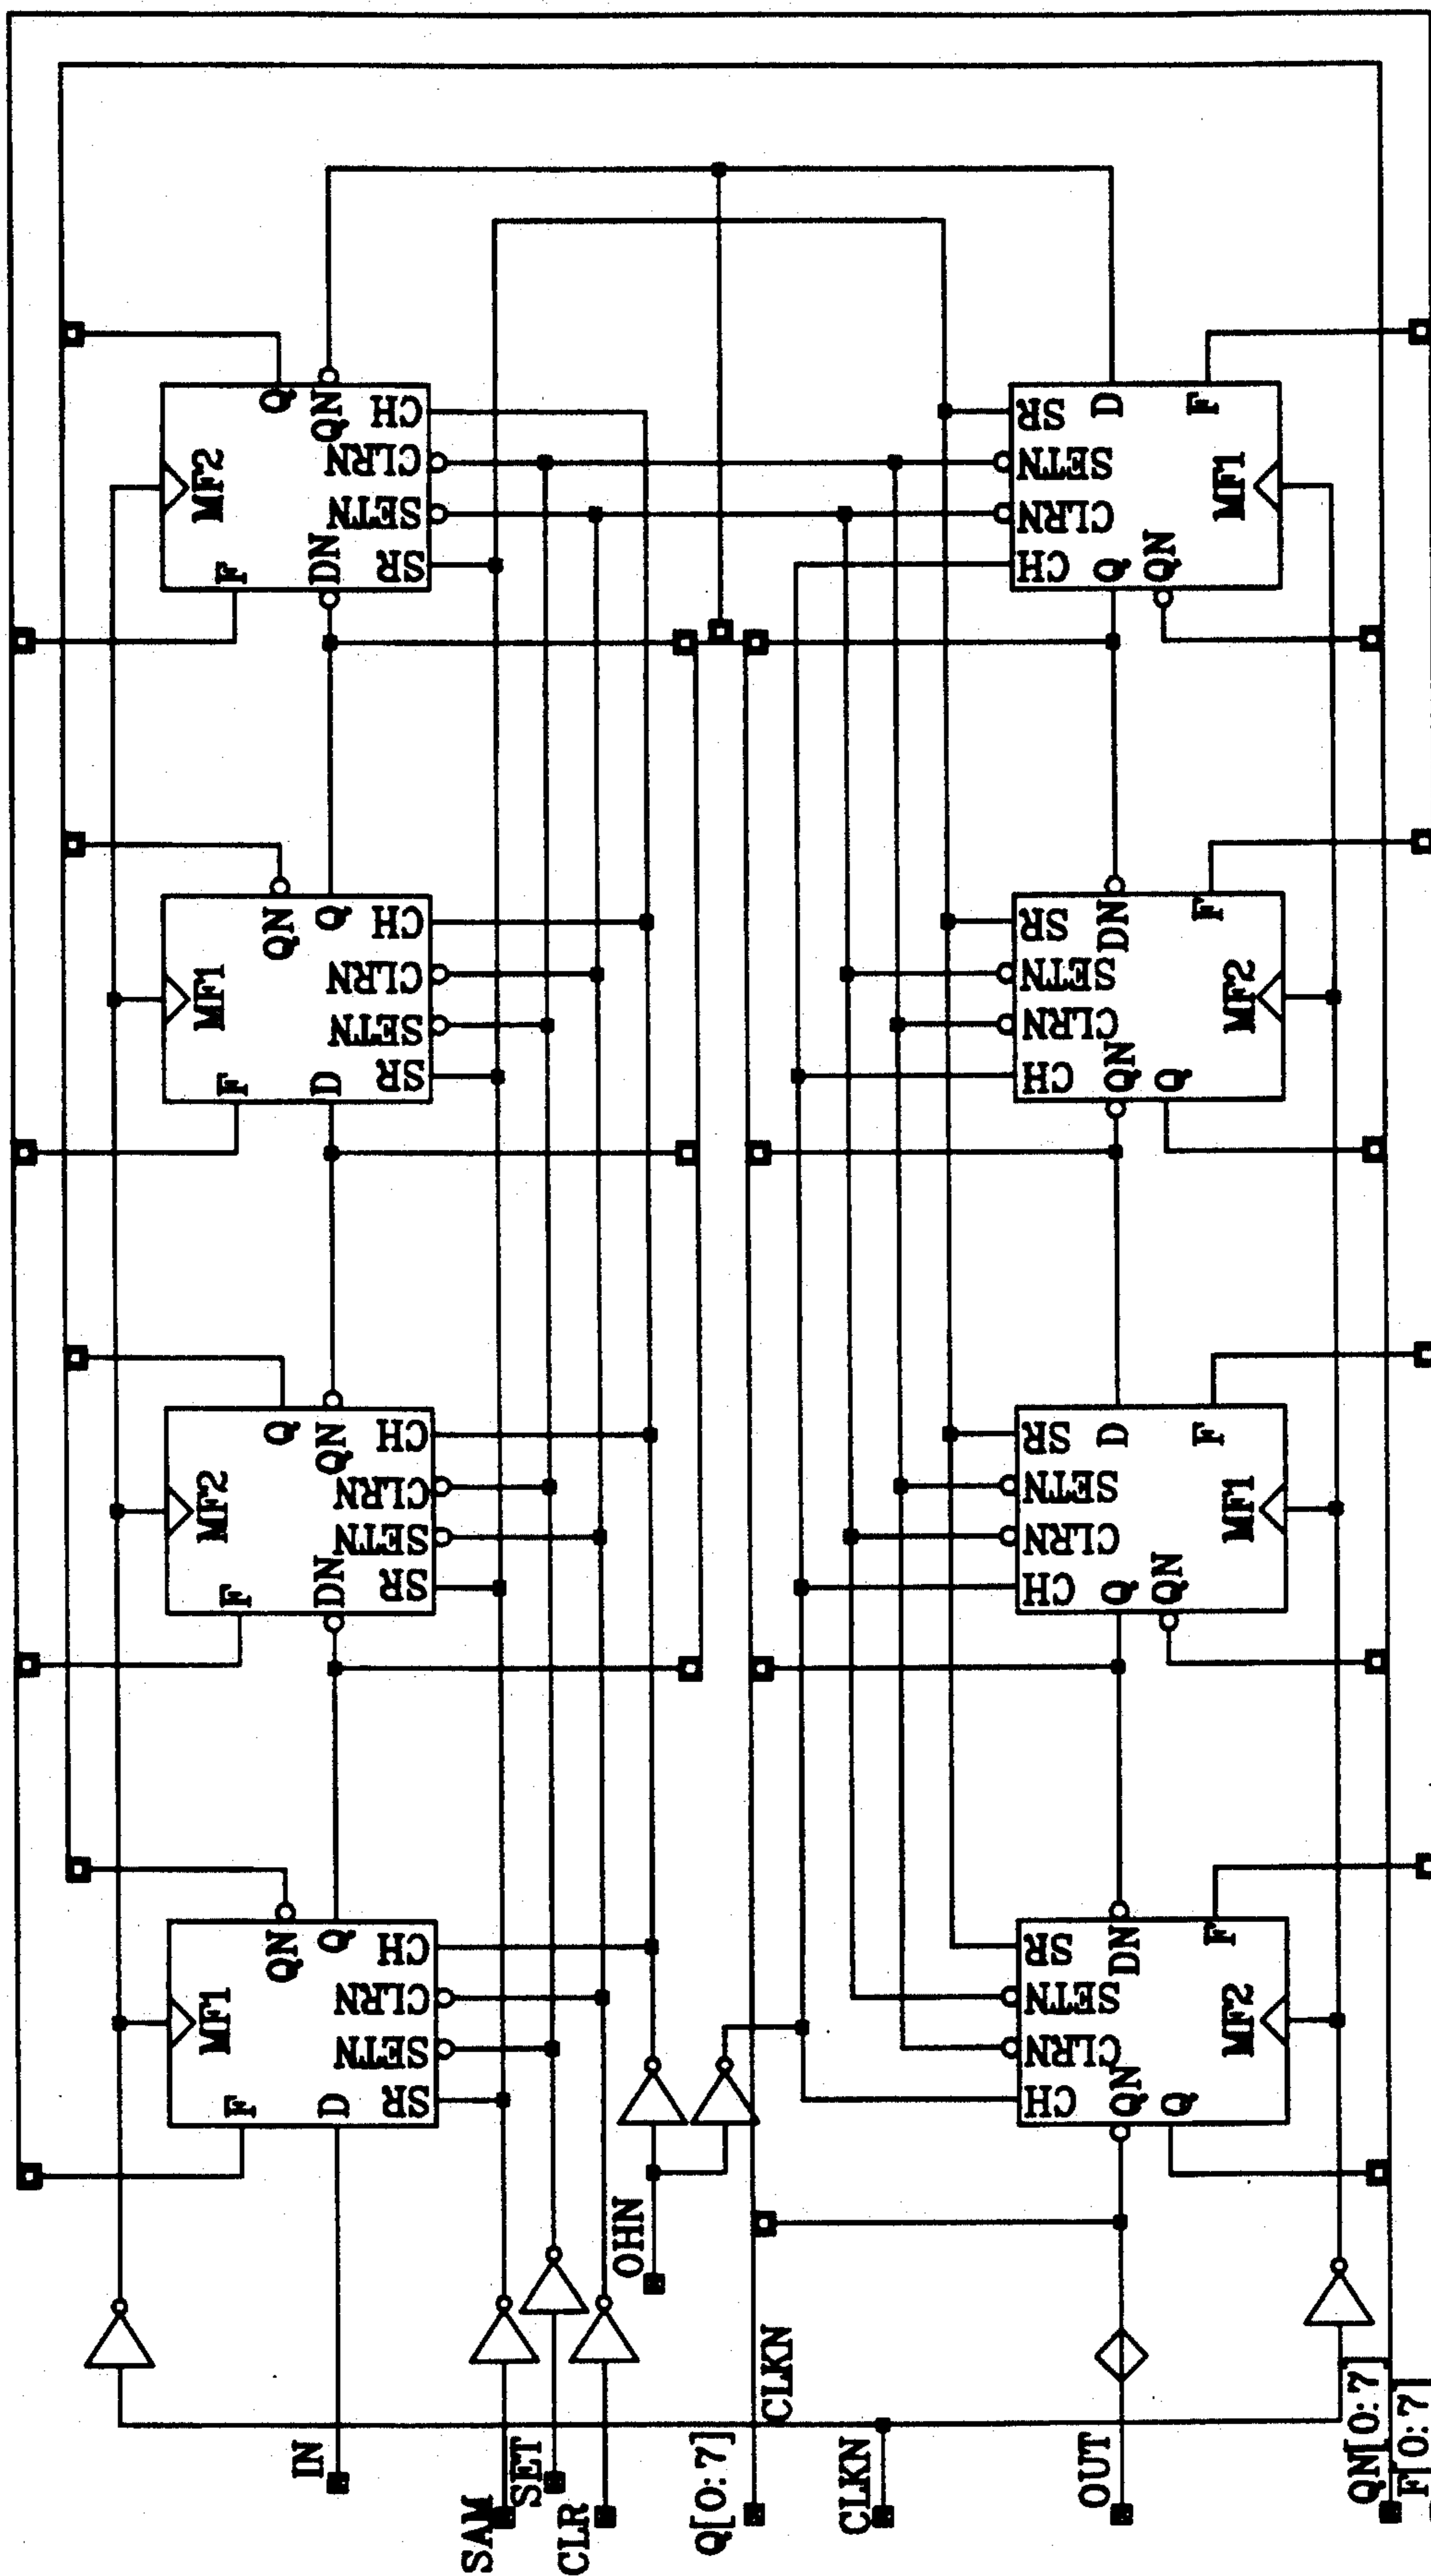 Q
QN
CH
CLRN
SETN
SR
DN
F
MF2
SR
SETN
CLRN
CH
D
F
Q
QN
MF1
QN
Q
CH
CLRN
SETN
SR
D
F
MF1
SR
SETN
CLRN
CH
DN
F
QN
Q
MF2
Q
QN
CH
CLRN
SETN
SR
DN
F
MF2
SR
SETN
CLRN
CH
D
F
Q
QN
MF1
QN
Q
CH
CLRN
SETN
SR
D
F
MF1
SR
SETN
CLRN
CH
DN
F
QN
Q
MF2
OHN
IN
SAM
SET
CLR
Q[0:7]
CLKN
CLKN
OUT
QN[0:7]
F[0:7]